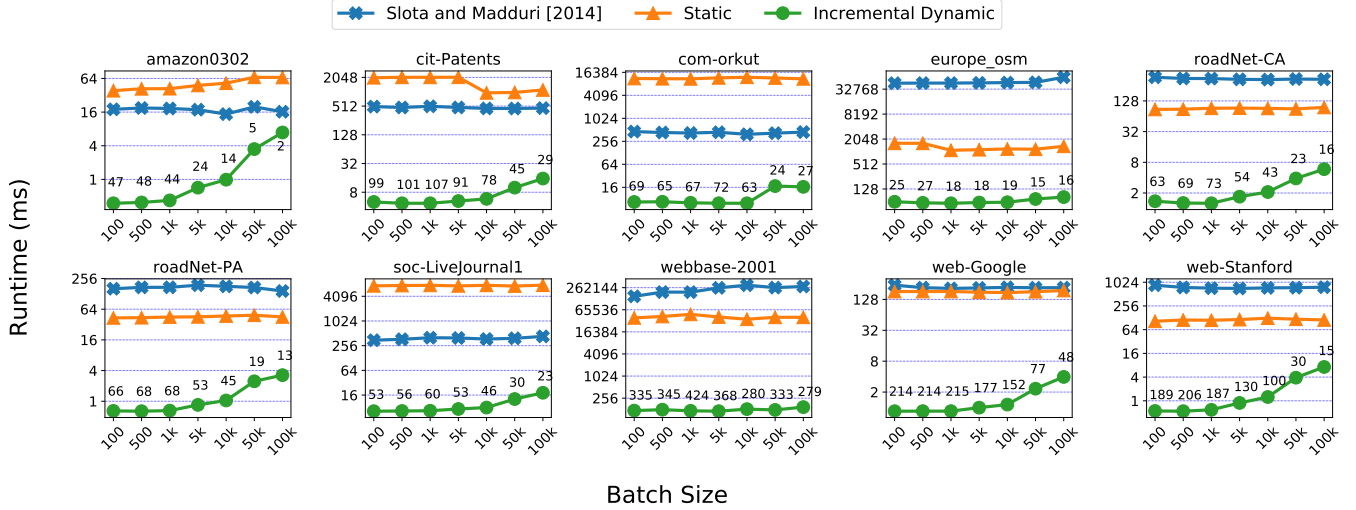 Slota and Madduri [2014] Static Incremental Dynamic
amazon0302 cit-Patents com-orkut europe_osm roadNet-CA
64
16
4
1
47 48 44 24 14 5 2
100 500 1k 5k 10k 50k 100k
2048
512
128
32
8
99 101 107 91 78 45 29
100 500 1k 5k 10k 50k 100k
16384
4096
1024
256
64
16
69 65 67 72 63 24 27
100 500 1k 5k 10k 50k 100k
32768
8192
2048
512
128
25 27 18 18 19 15 16
100 500 1k 5k 10k 50k 100k
128
32
8
2
63 69 73 54 43 23 16
100 500 1k 5k 10k 50k 100k
Runtime (ms)
roadNet-PA soc-LiveJournal1 webbase-2001 web-Google web-Stanford
256
64
16
4
1
66 68 68 53 45 19 13
100 500 1k 5k 10k 50k 100k
4096
1024
256
64
16
53 56 60 53 46 30 23
100 500 1k 5k 10k 50k 100k
262144
65536
16384
4096
1024
256
335 345 424 368 280 333 279
100 500 1k 5k 10k 50k 100k
128
32
8
2
214 214 215 177 152 77 48
100 500 1k 5k 10k 50k 100k
1024
256
64
16
4
1
189 206 187 130 100 30 15
100 500 1k 5k 10k 50k 100k
Batch Size